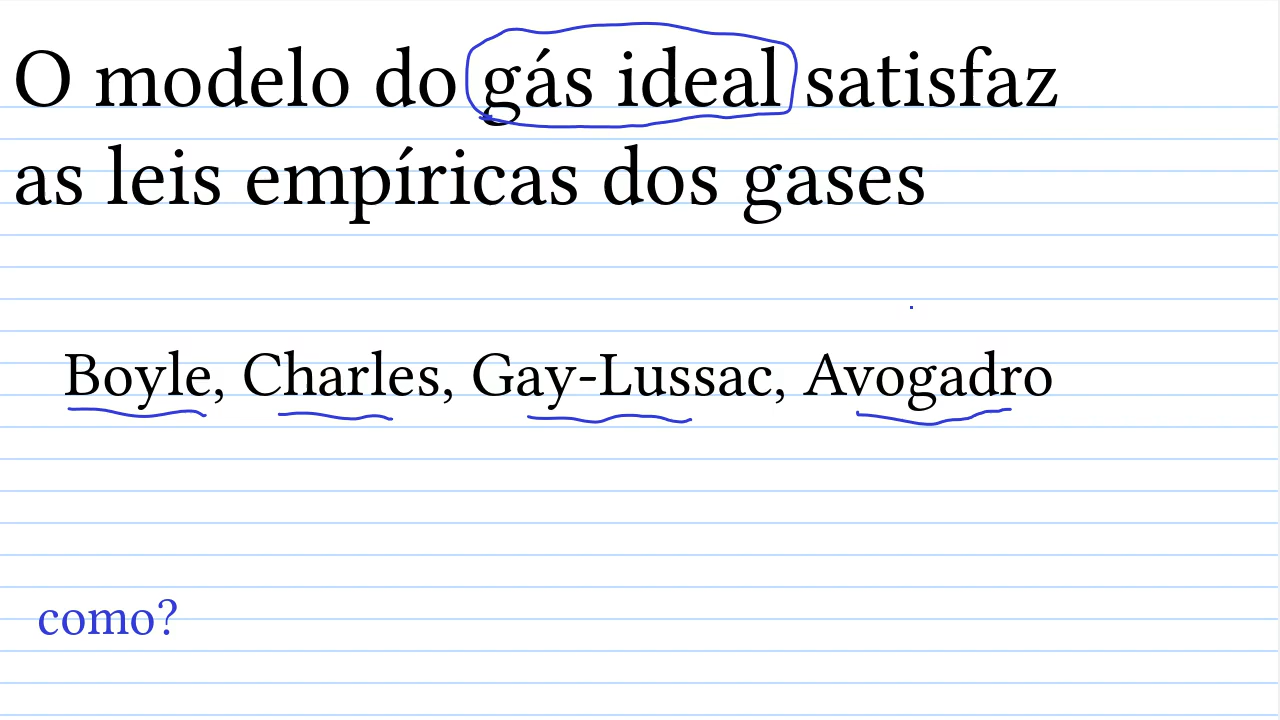 O modelo do gás ideal satisfaz
as leis empíricas dos gases
Boyle, Charles, Gay-Lussac, Avogadro
como?